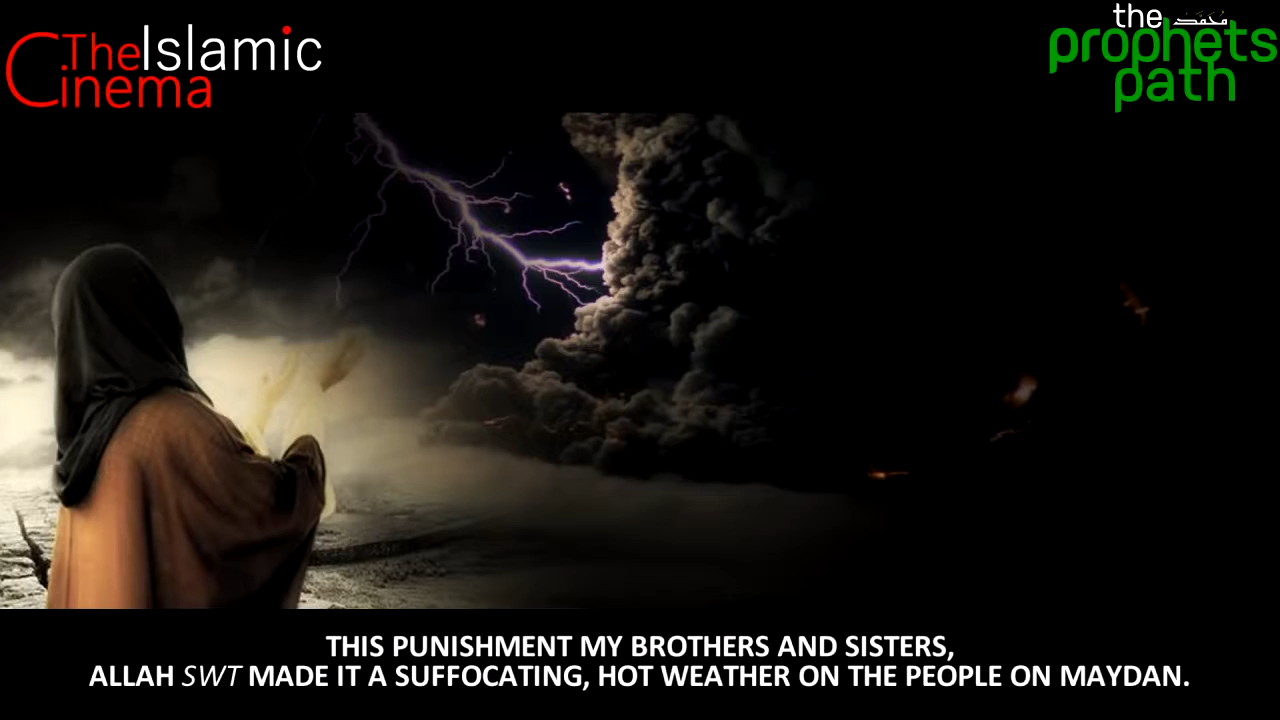 The Islamic
Cinema
the مُحَمَّد
prophets
path
THIS PUNISHMENT MY BROTHERS AND SISTERS,
ALLAH SWT MADE IT A SUFFOCATING, HOT WEATHER ON THE PEOPLE ON MAYDAN.